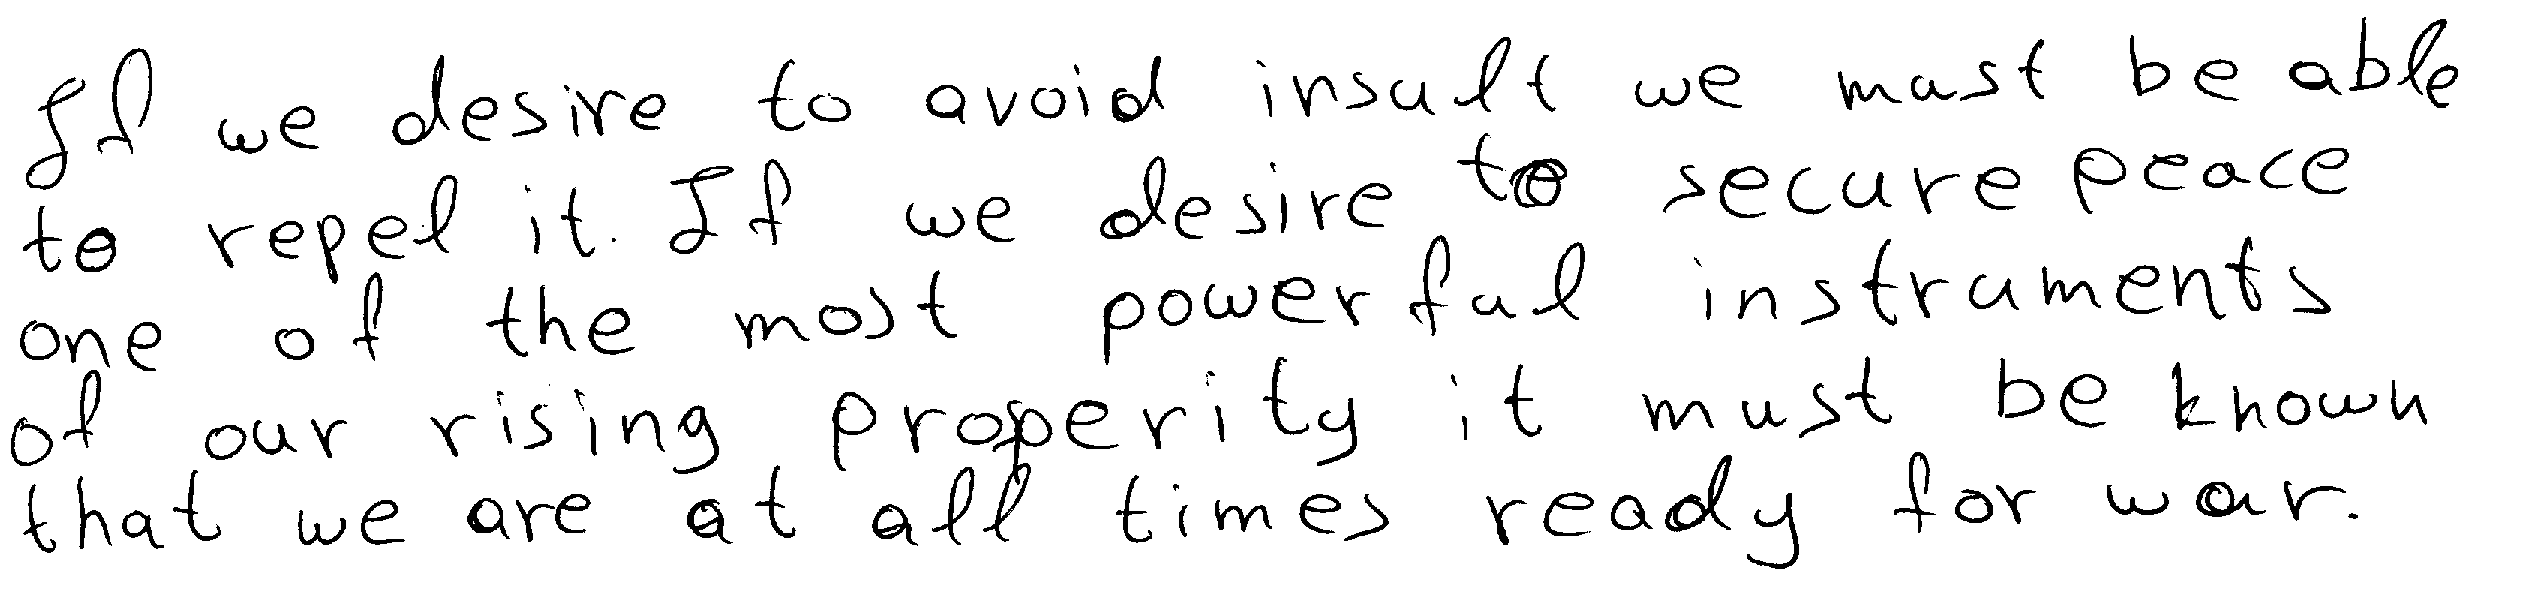 If we desire to avoid insult we must be able
to repel it. If we desire to secure peace
one of the most powerful instruments
of our rising properity it must be known
that we are at all times ready for war.